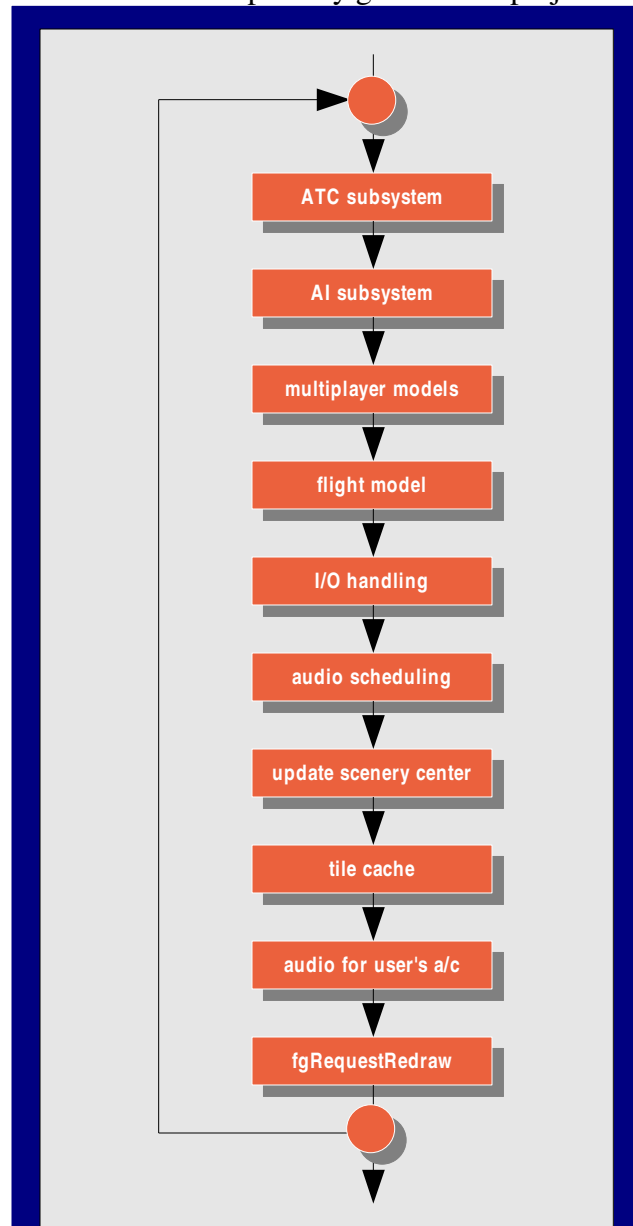 ATC subsystem
AI subsystem
multiplayer models
flight model
I/O handling
audio scheduling
update scenery center
tile cache
audio for user's a/c
fgRequestRedraw